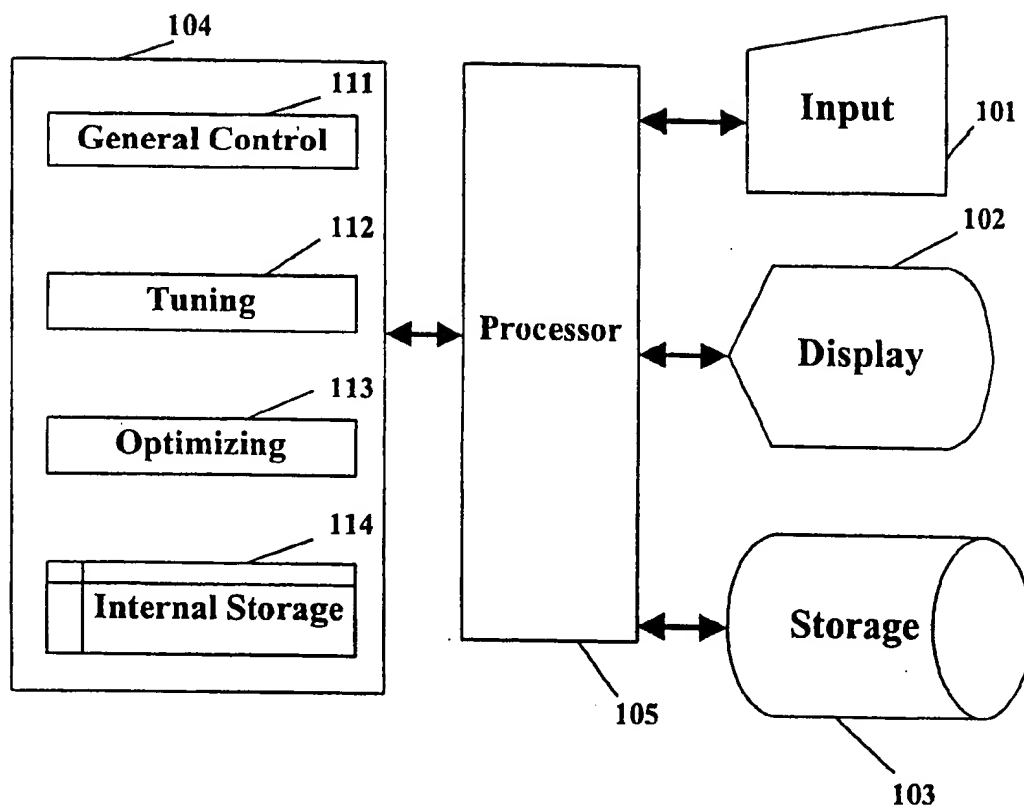 104
111
General Control
112
Tuning
113
Optimizing
114
Internal Storage
Processor
105
Input
101
102
Display
Storage
103